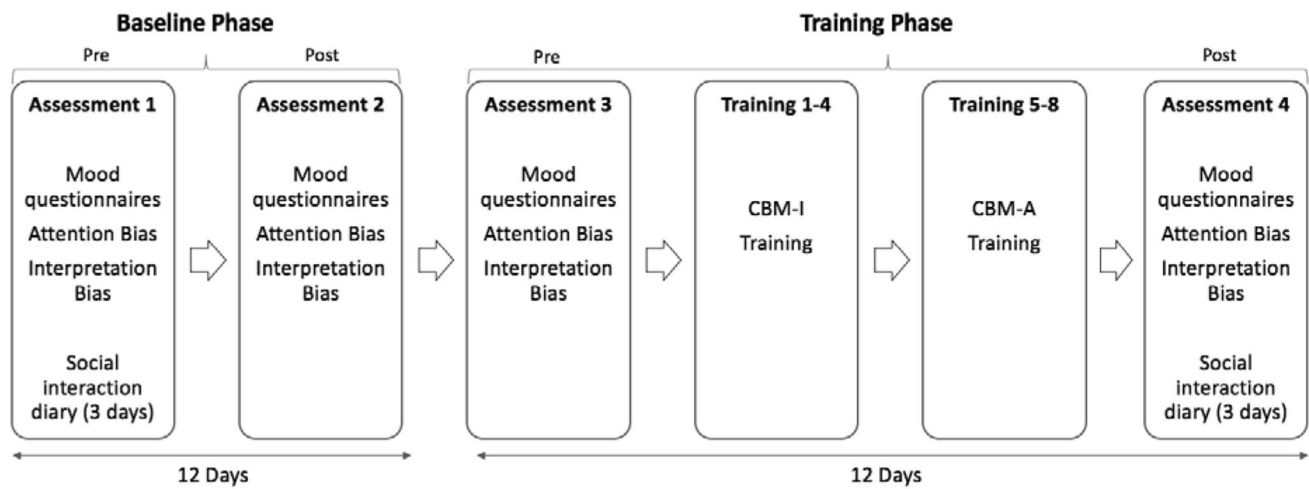 Baseline Phase
Training Phase
Pre
Post
Pre
Post
Assessment 1
Mood
questionnaires
Attention Bias
Interpretation
Bias
Social
interaction
diary (3 days)
Assessment 2
Mood
questionnaires
Attention Bias
Interpretation
Bias
Assessment 3
Mood
questionnaires
Attention Bias
Interpretation
Bias
Training 1-4
CBM-I
Training
Training 5-8
CBM-A
Training
Assessment 4
Mood
questionnaires
Attention Bias
Interpretation
Bias
Social
interaction
diary (3 days)
12 Days
12 Days